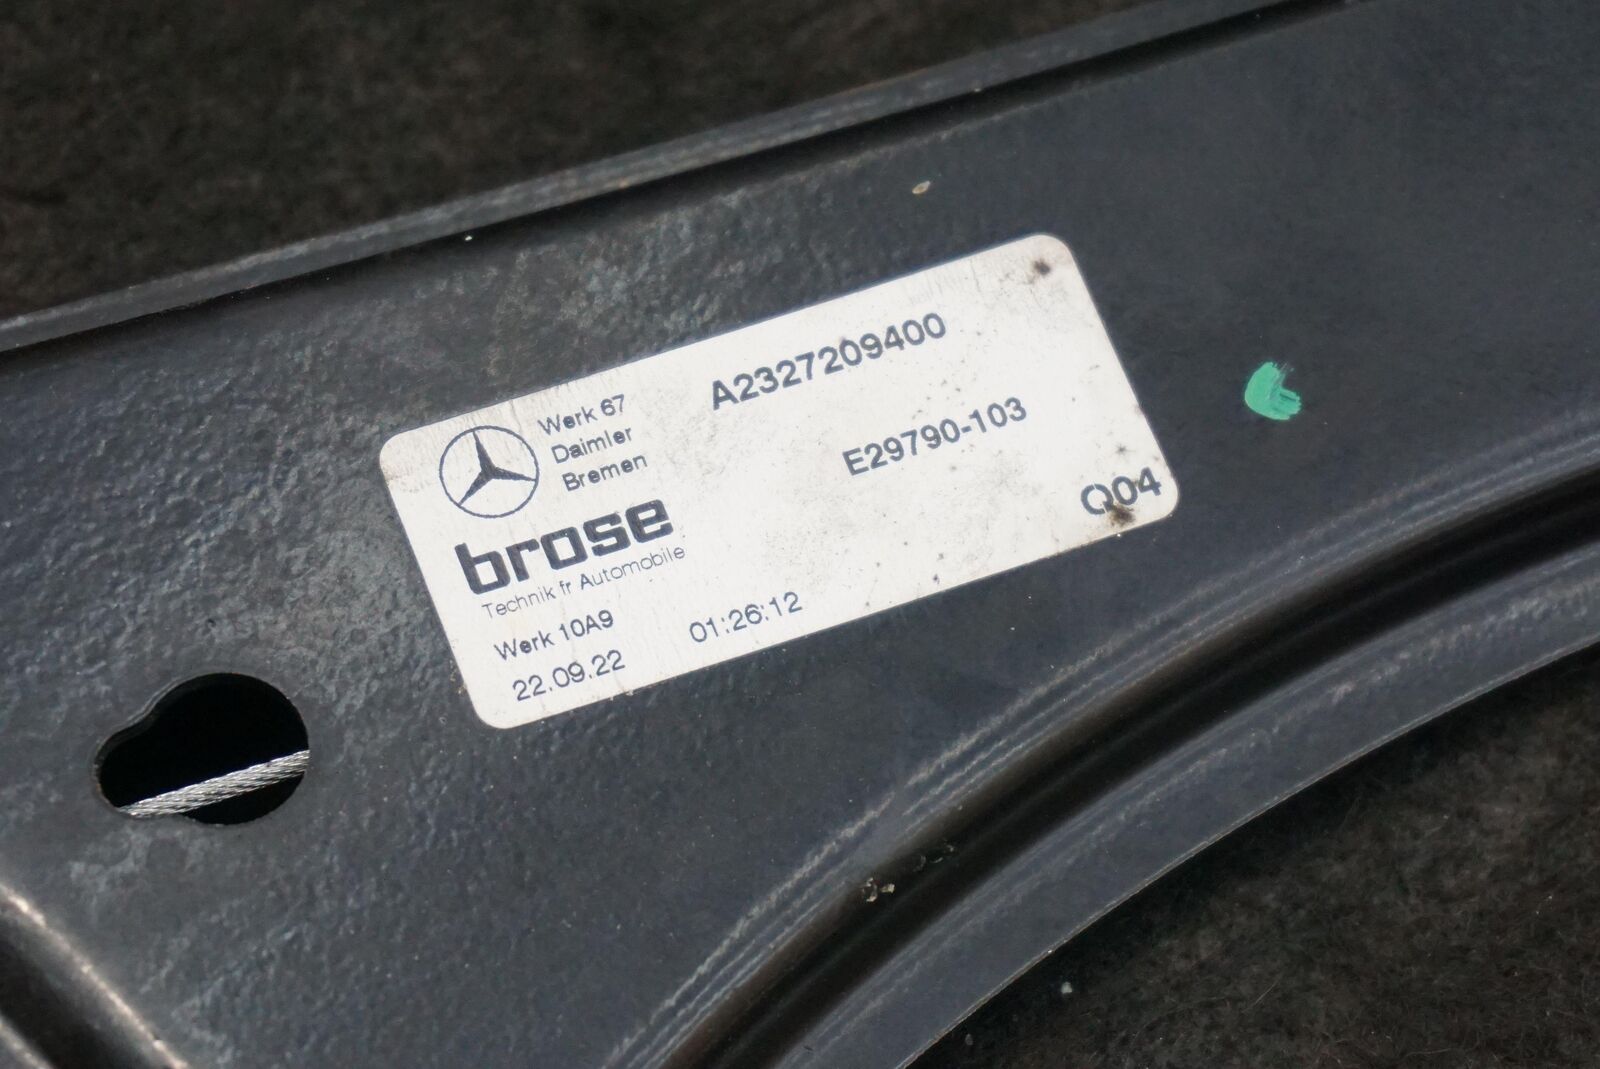 Werk 67
Daimler
Bremen
A2327209400
E29790-103
Q04
brose
Technik fr Automobile
Werk 10A9
22.09.22 01:26:12